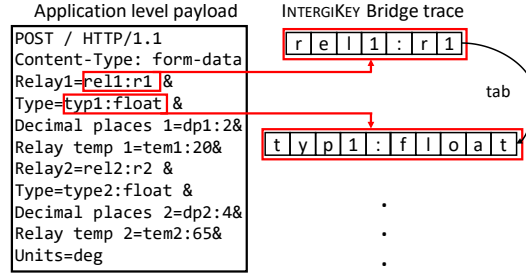 Application level payload
INTERGIKEY Bridge trace
POST / HTTP/1.1
Content-Type: form-data
Relay1=rel1:r1 &
Type=typ1:float &
Decimal places 1=dp1:2&
Relay temp 1=tem1:20&
Relay2=rel2:r2 &
Type=type2:float &
Decimal places 2=dp2:4&
Relay temp 2=tem2:65&
Units=deg
r e l 1 : r 1
tab
t y p 1 : f l o a t
.
.
.